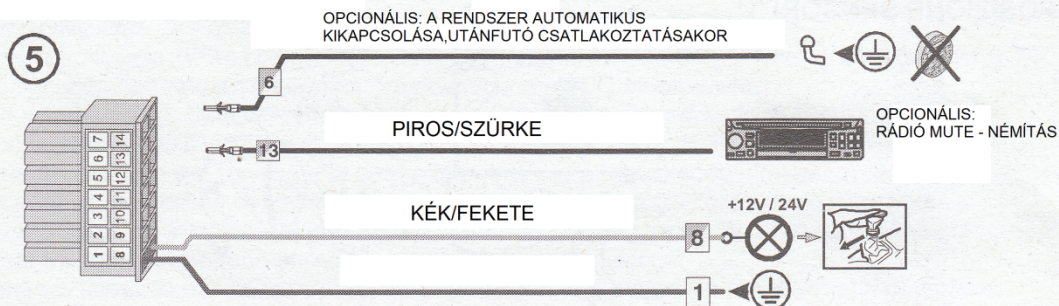 OPCIONÁLIS: A RENDSZER AUTOMATIKUS
KIKAPCSOLÁSA,UTÁNFUTÓ CSATLAKOZTATÁSAKOR
5
6
PIROS/SZÜRKE
OPCIONÁLIS:
RÁDIÓ MUTE - NÉMÍTÁS
13
7 14
6 13
5 12
4 11
3 10
2 9
1 8
KÉK/FEKETE
+12V / 24V
8
1